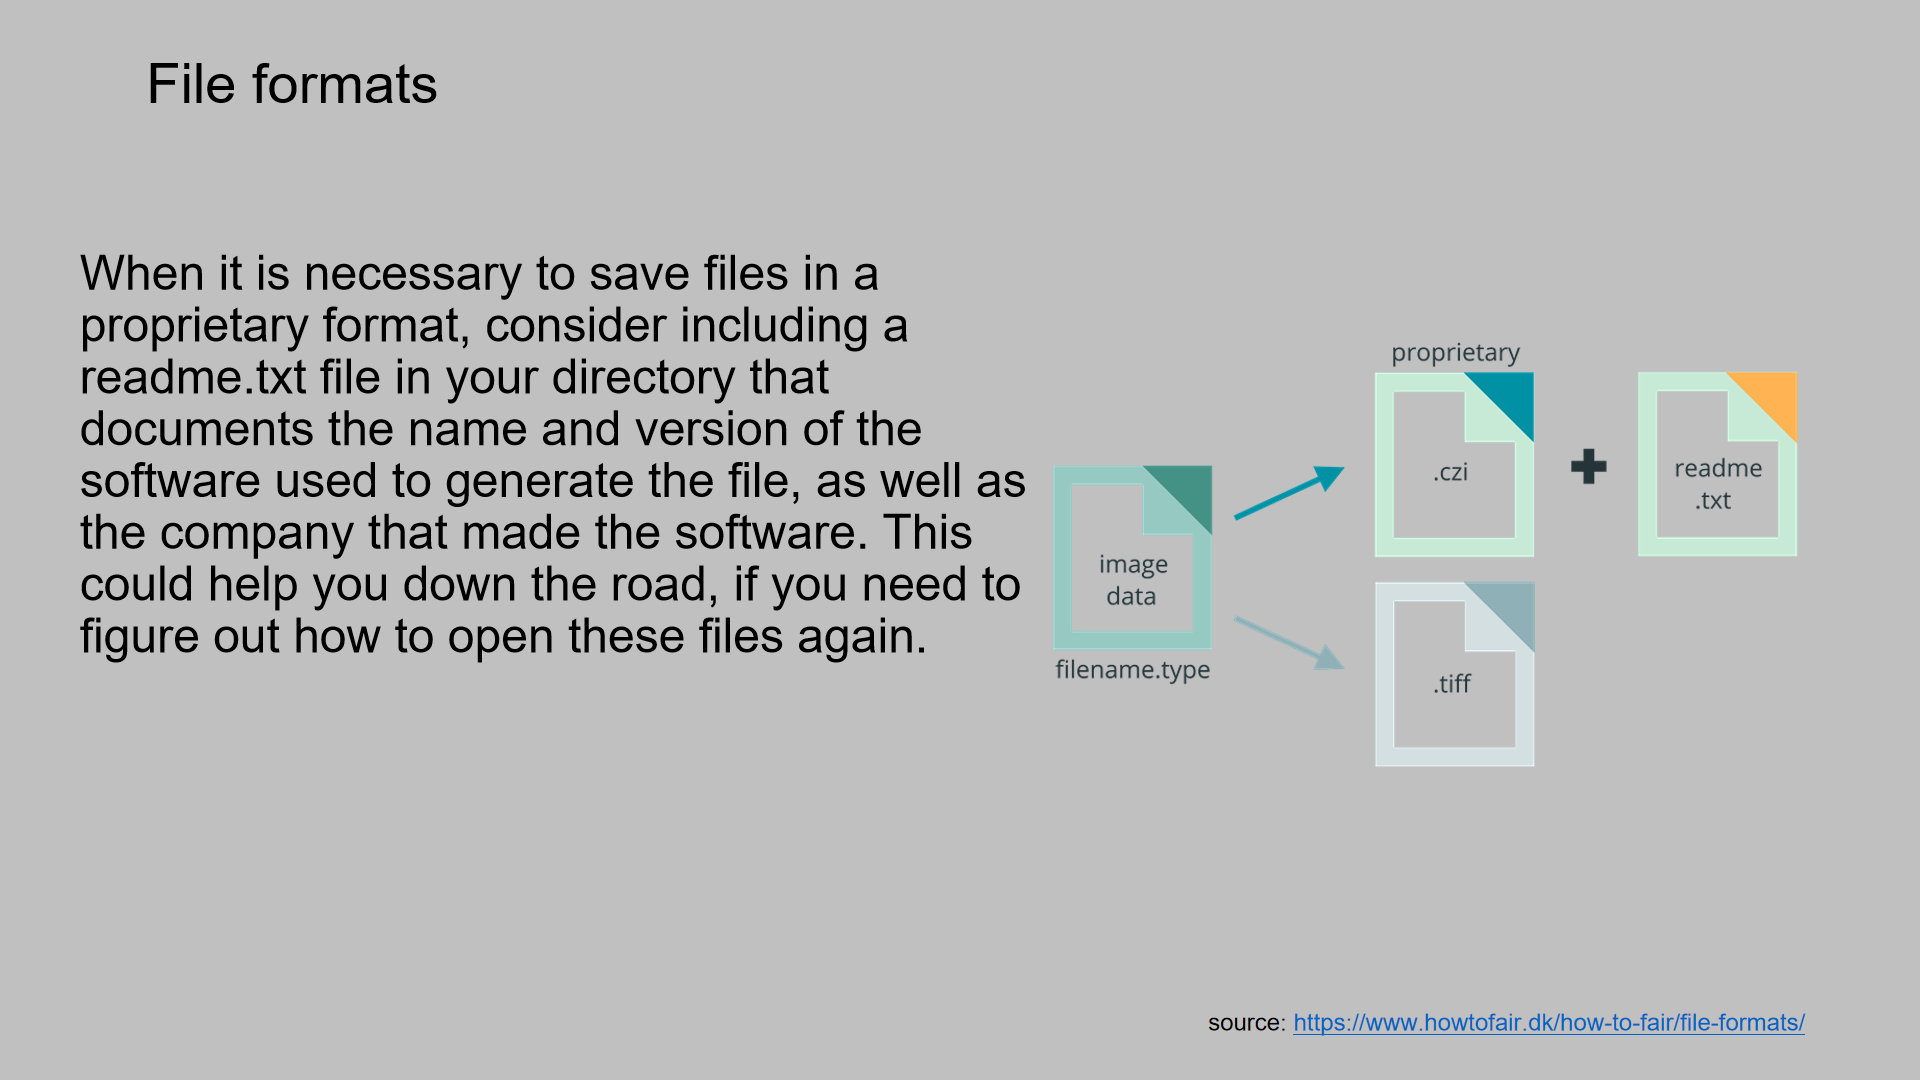 File formats
When it is necessary to save files in a
proprietary format, consider including a
readme.txt file in your directory that
documents the name and version of the
software used to generate the file, as well as
the company that made the software. This
could help you down the road, if you need to
figure out how to open these files again.
proprietary
.czi
readme
.txt
image
data
filename.type
.tiff
source: https://www.howtofair.dk/how-to-fair/file-formats/